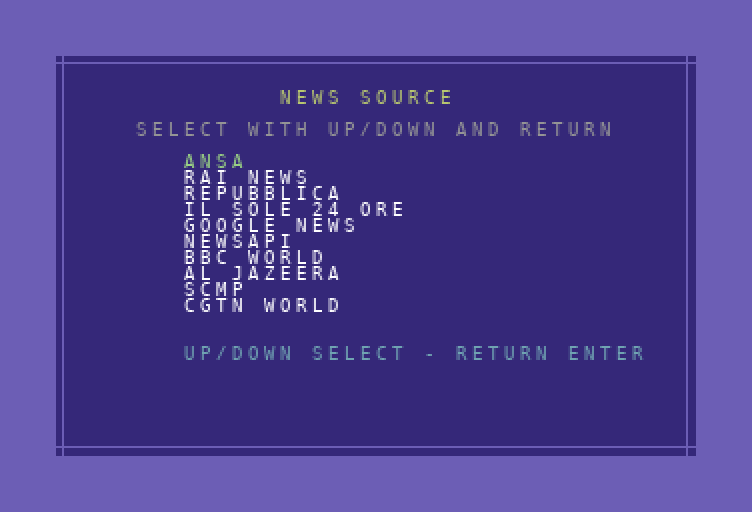 NEWS SOURCE
SELECT WITH UP/DOWN AND RETURN
ANSA
RAI NEWS
REPUBBLICA
IL SOLE 24 ORE
GOOGLE NEWS
NEWSAPI
BBC WORLD
AL JAZEERA
SCMP
CGTN WORLD
UP/DOWN SELECT - RETURN ENTER